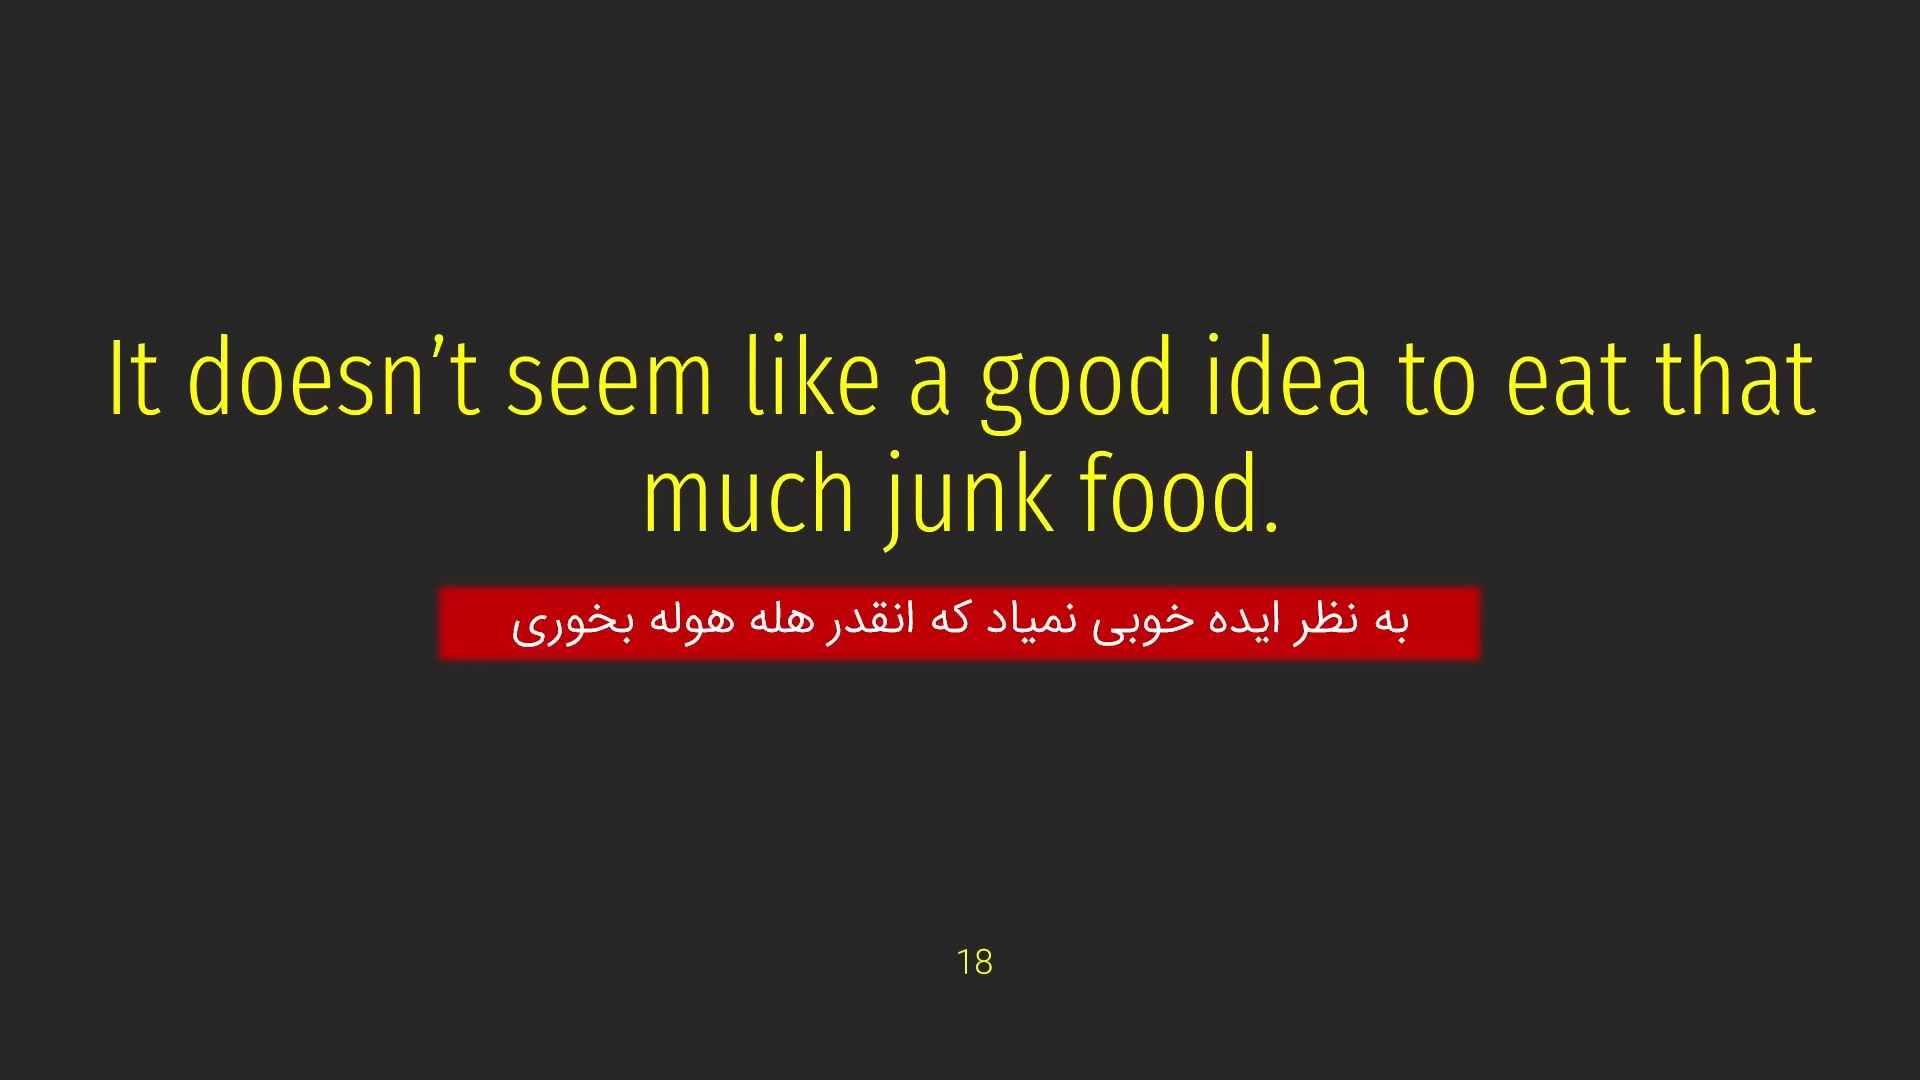 It doesn’t seem like a good idea to eat that
much junk food.
به نظر ایده خوبی نمیاد که انقدر هله هوله بخوری
18